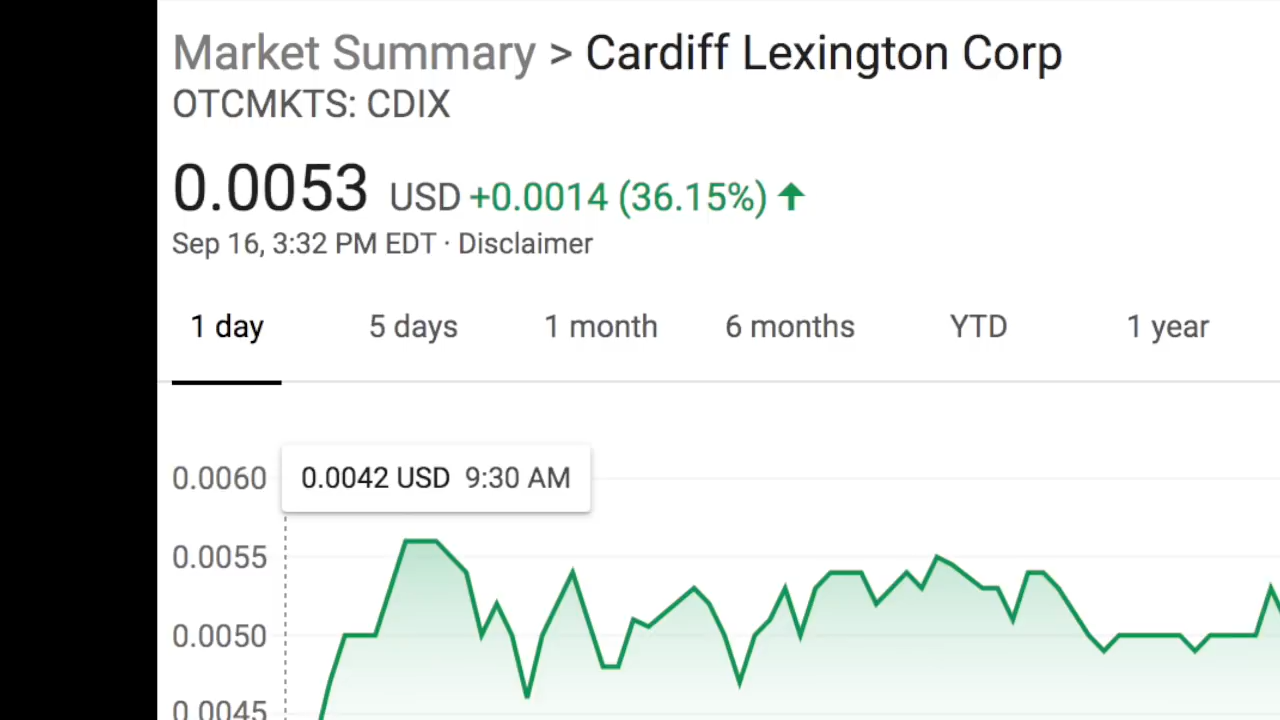 Market Summary > Cardiff Lexington Corp
OTCMKTS: CDIX
0.0053 USD +0.0014 (36.15%) ↑
Sep 16, 3:32 PM EDT · Disclaimer
1 day 5 days 1 month 6 months YTD 1 year
0.0060 0.0042 USD 9:30 AM
0.0055
0.0050
0.0045